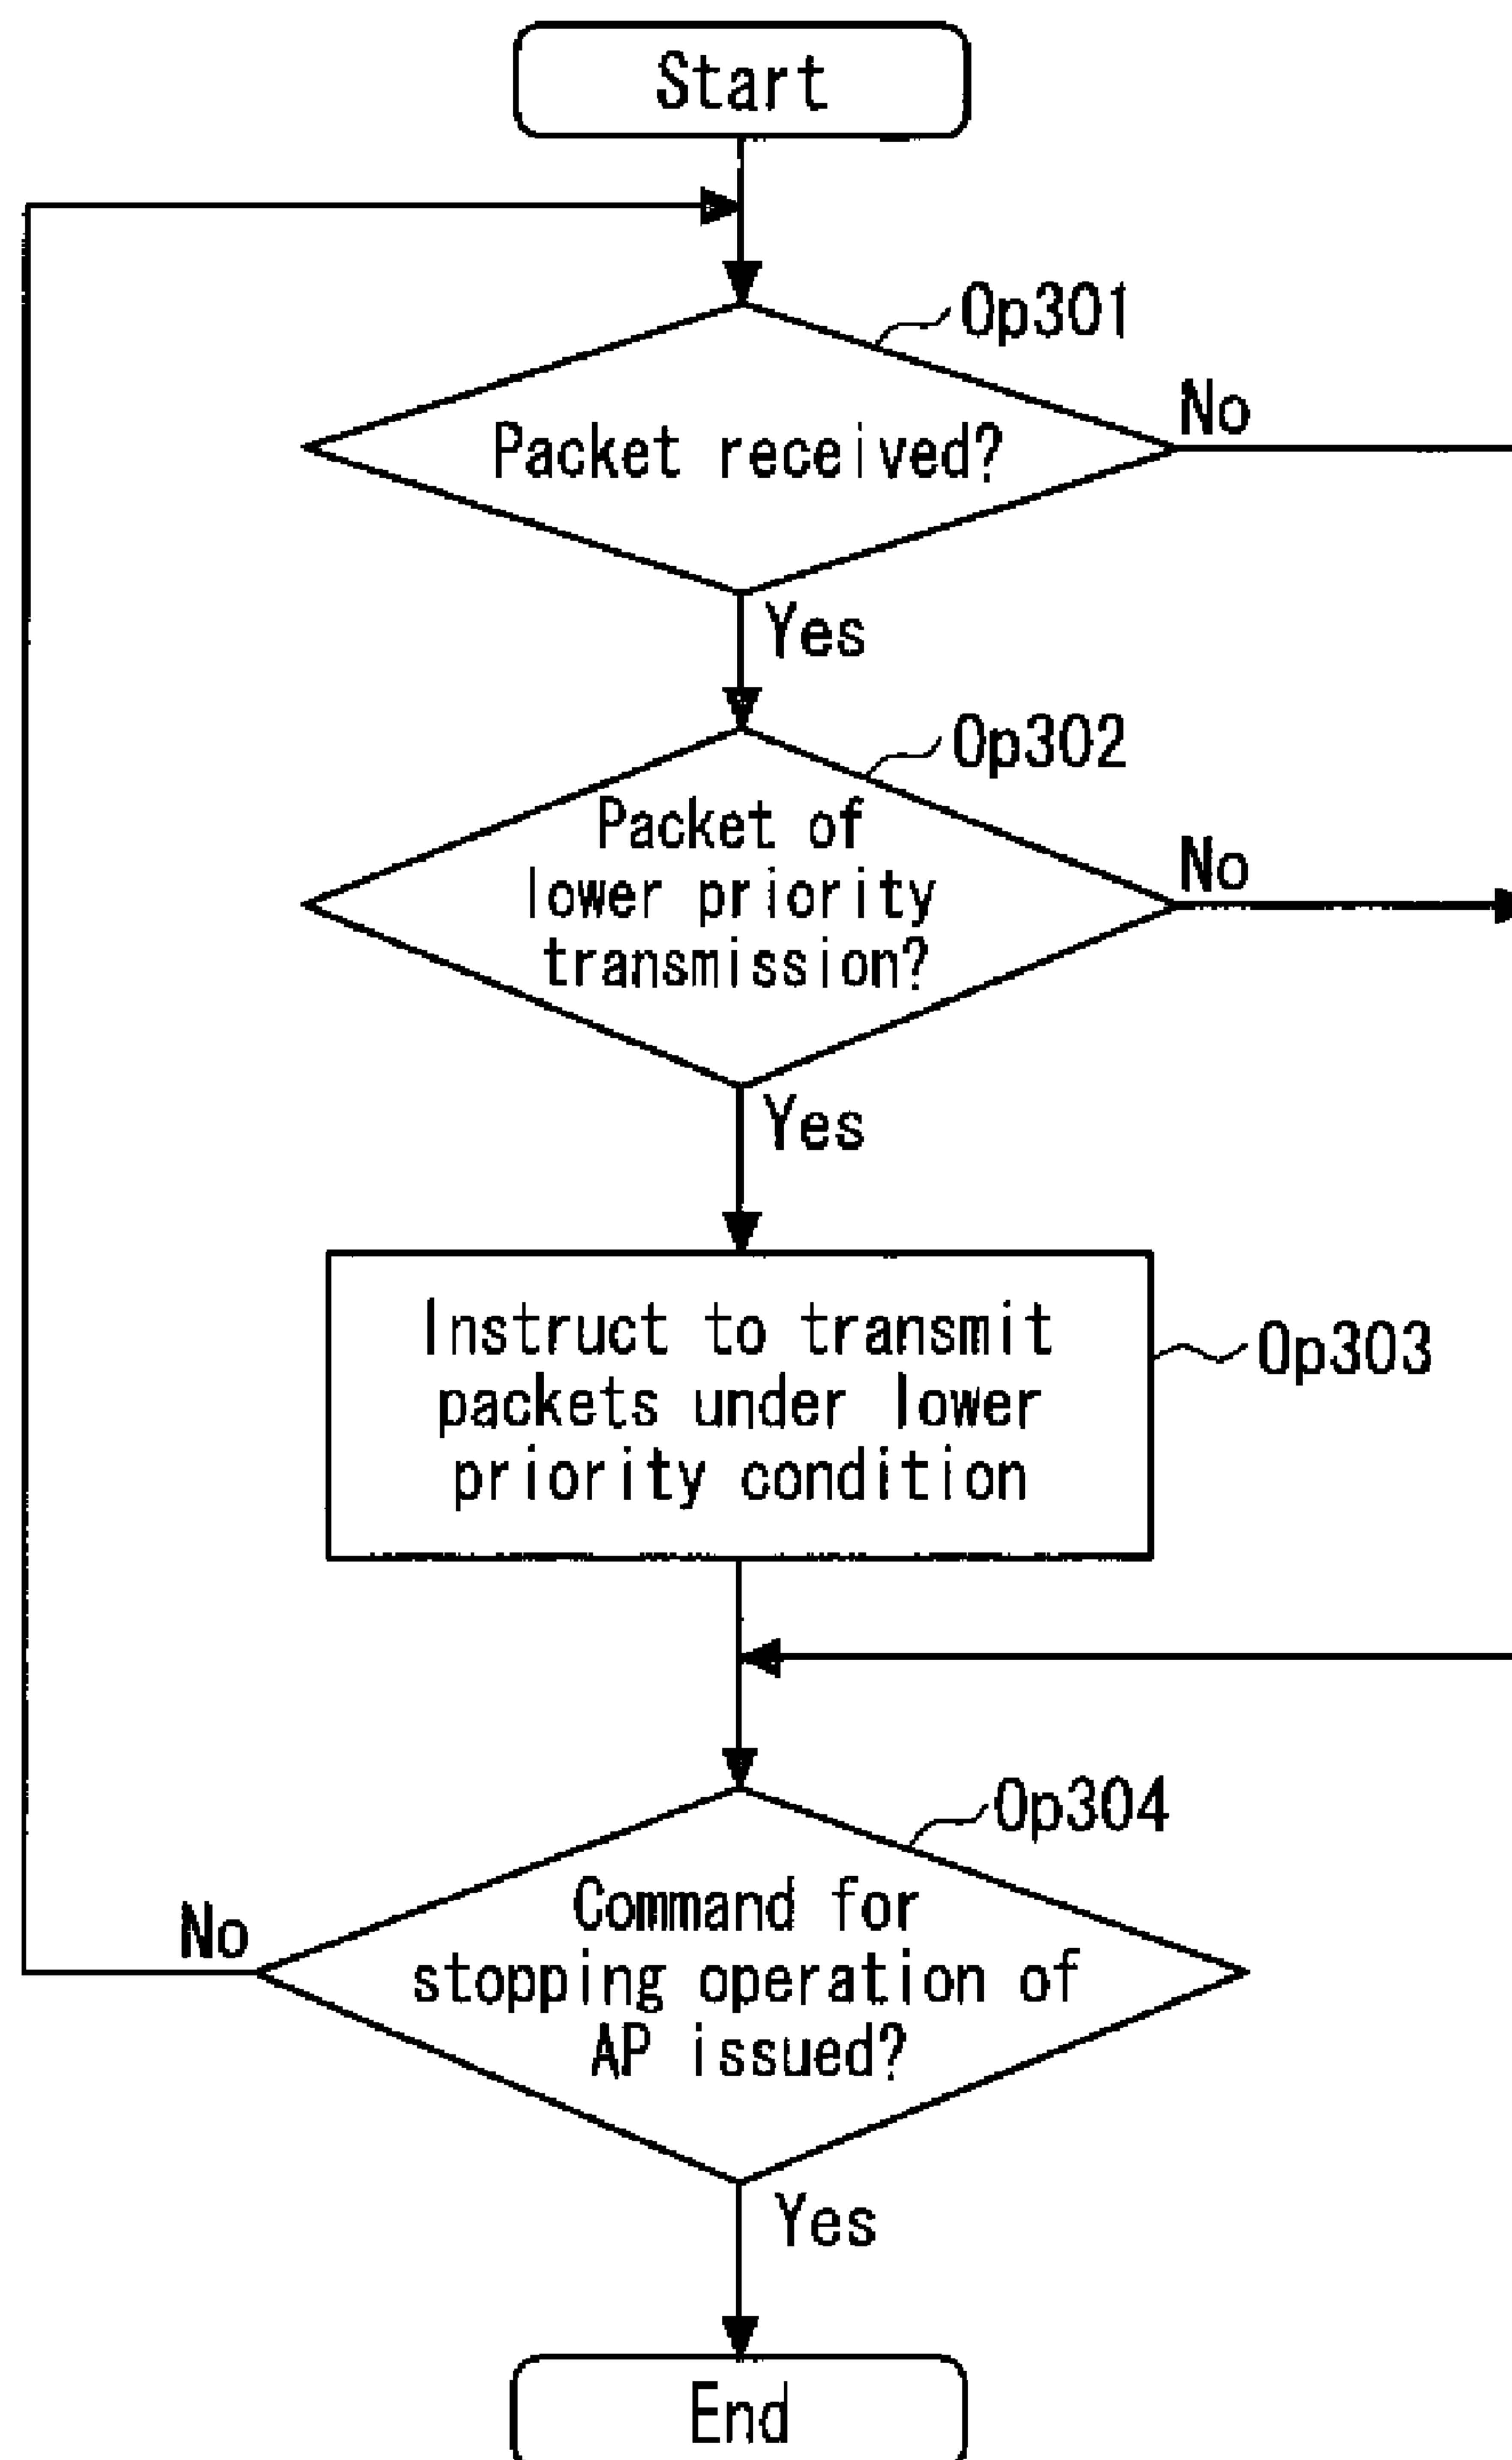 Start
Op301
Packet received?
No
Yes
Op302
Packet of
lower priority
transmission?
No
Yes
Instruct to transmit
packets under lower
priority condition
Op303
Op304
Command for
stopping operation of
AP issued?
No
Yes
End